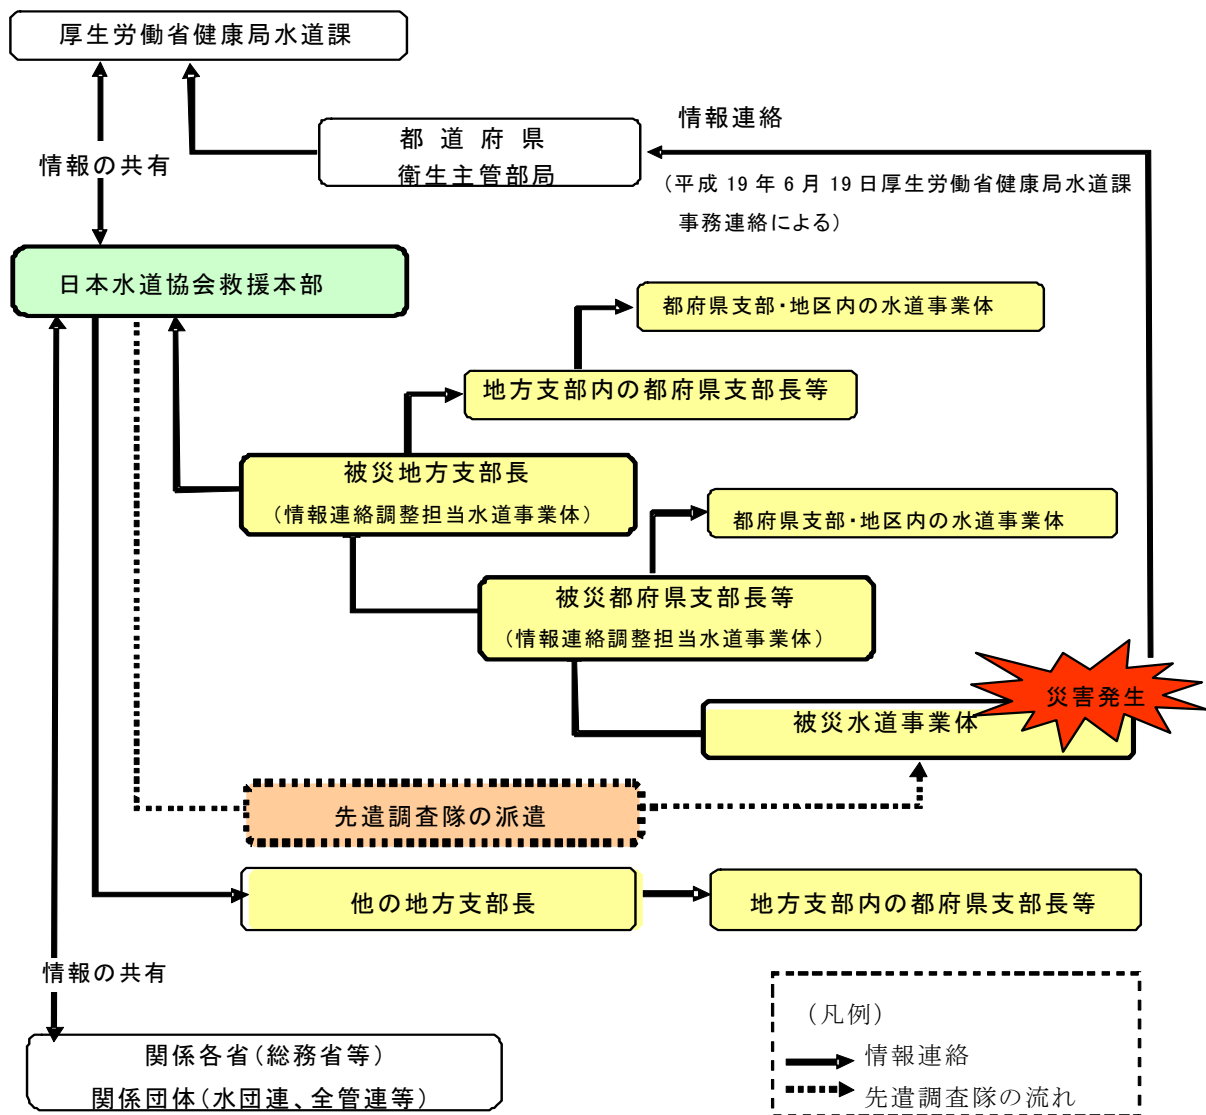 厚生労働省健康局水道課
情報連絡
都道府県
衛生主管部局
情報の共有
（平成 19 年 6 月 19 日厚生労働省健康局水道課
事務連絡による）
日本水道協会救援本部
都府県支部・地区内の水道事業体
地方支部内の都府県支部長等
被災地方支部長
（情報連絡調整担当水道事業体）
都府県支部・地区内の水道事業体
被災都府県支部長等
（情報連絡調整担当水道事業体）
災害発生
被災水道事業体
先遣調査隊の派遣
他の地方支部長
地方支部内の都府県支部長等
情報の共有
関係各省（総務省等）
関係団体（水団連、全管連等）
（凡例）
情報連絡
先遣調査隊の流れ